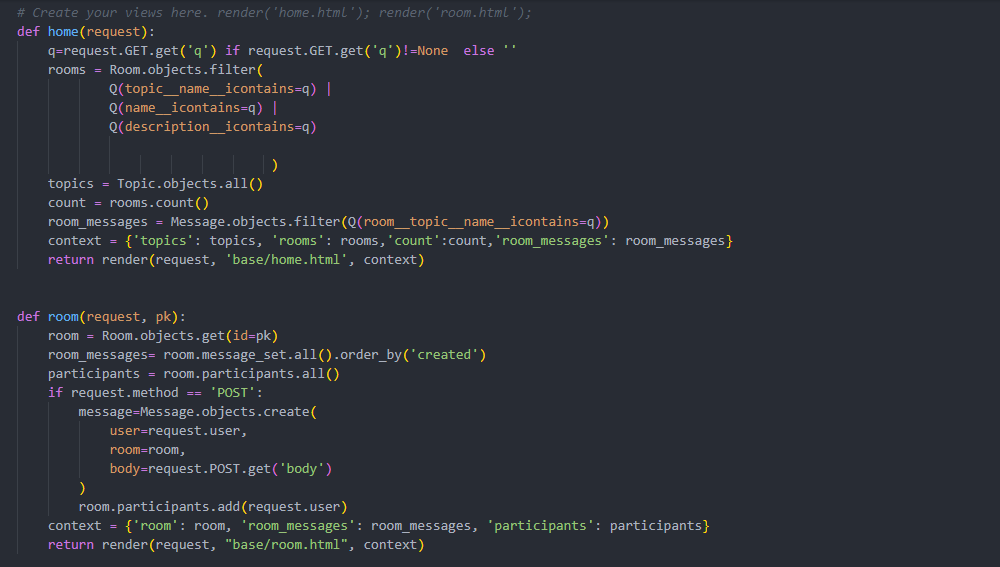 # Create your views here. render('home.html'); render('room.html');
def home(request):
    q=request.GET.get('q') if request.GET.get('q')!=None  else ''
    rooms = Room.objects.filter(
            Q(topic__name__icontains=q) |
            Q(name__icontains=q) |
            Q(description__icontains=q)

                                 )
    topics = Topic.objects.all()
    count = rooms.count()
    room_messages = Message.objects.filter(Q(room__topic__name__icontains=q))
    context = {'topics': topics, 'rooms': rooms,'count':count,'room_messages': room_messages}
    return render(request, 'base/home.html', context)


def room(request, pk):
    room = Room.objects.get(id=pk)
    room_messages= room.message_set.all().order_by('created')
    participants = room.participants.all()
    if request.method == 'POST':
        message=Message.objects.create(
            user=request.user,
            room=room,
            body=request.POST.get('body')
        )
        room.participants.add(request.user)
    context = {'room': room, 'room_messages': room_messages, 'participants': participants}
    return render(request, "base/room.html", context)